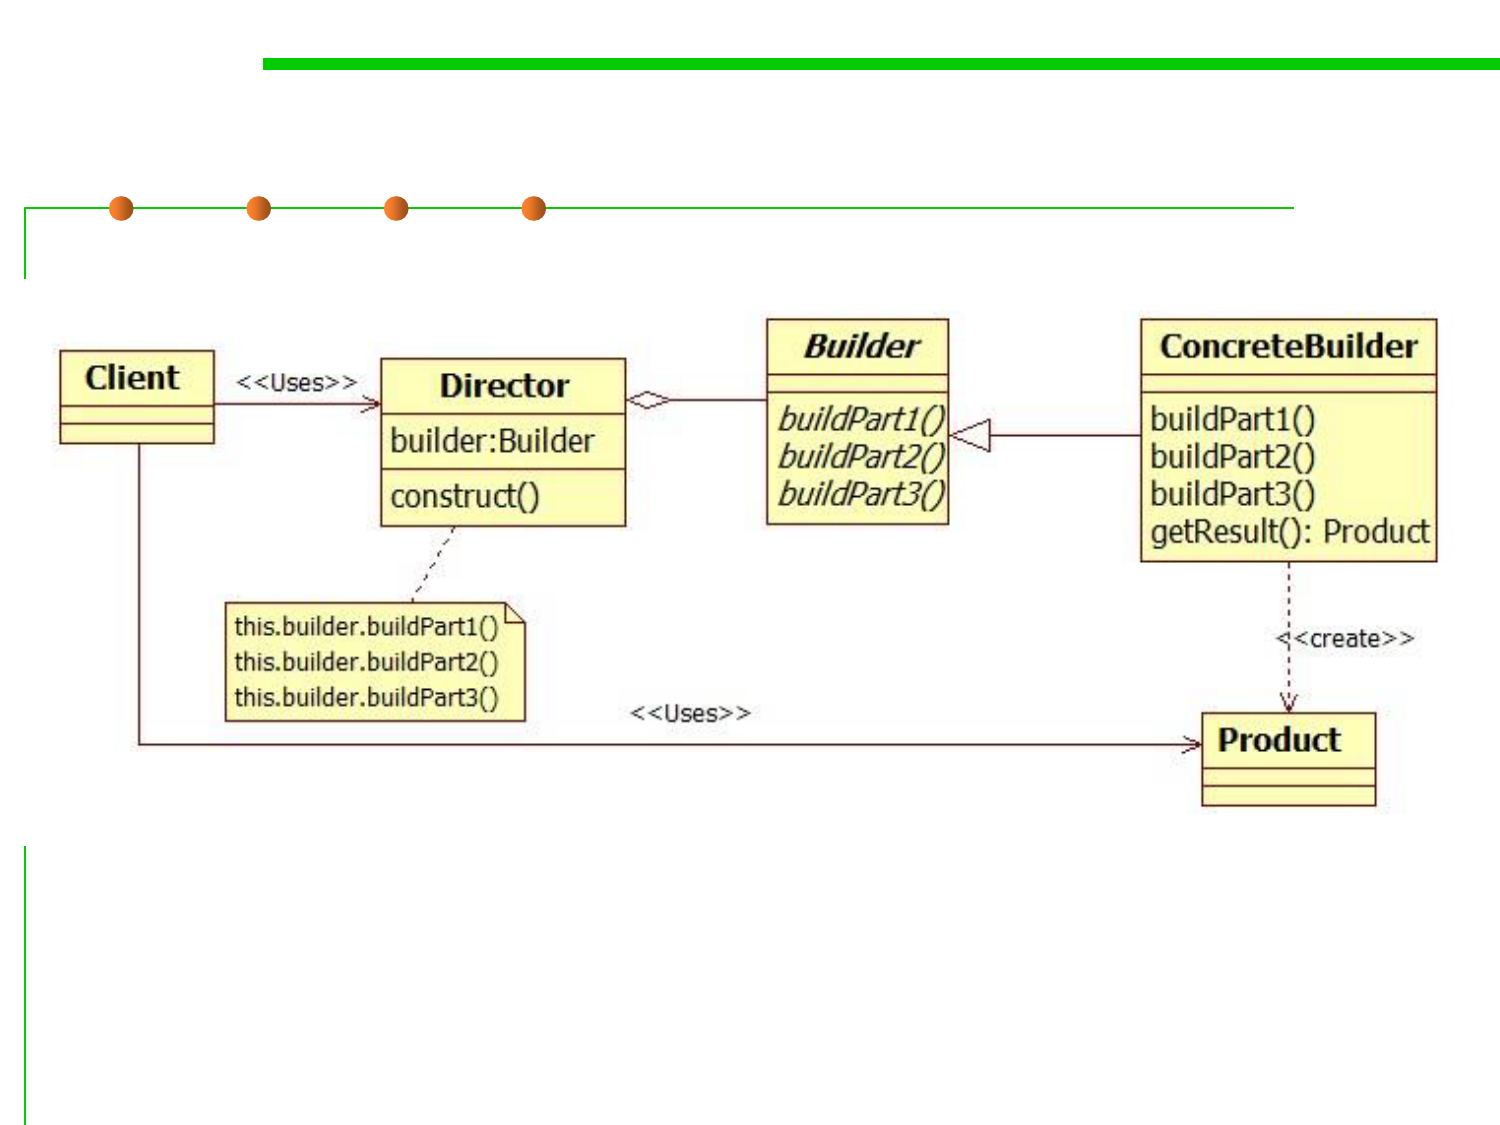 Client
<<Uses>>
Director
builder:Builder
construct()
Builder
buildPart1()
buildPart2()
buildPart3()
ConcreteBuilder
buildPart1()
buildPart2()
buildPart3()
getResult(): Product
this.builder.buildPart1()
this.builder.buildPart2()
this.builder.buildPart3()
<<create>>
<<Uses>>
Product